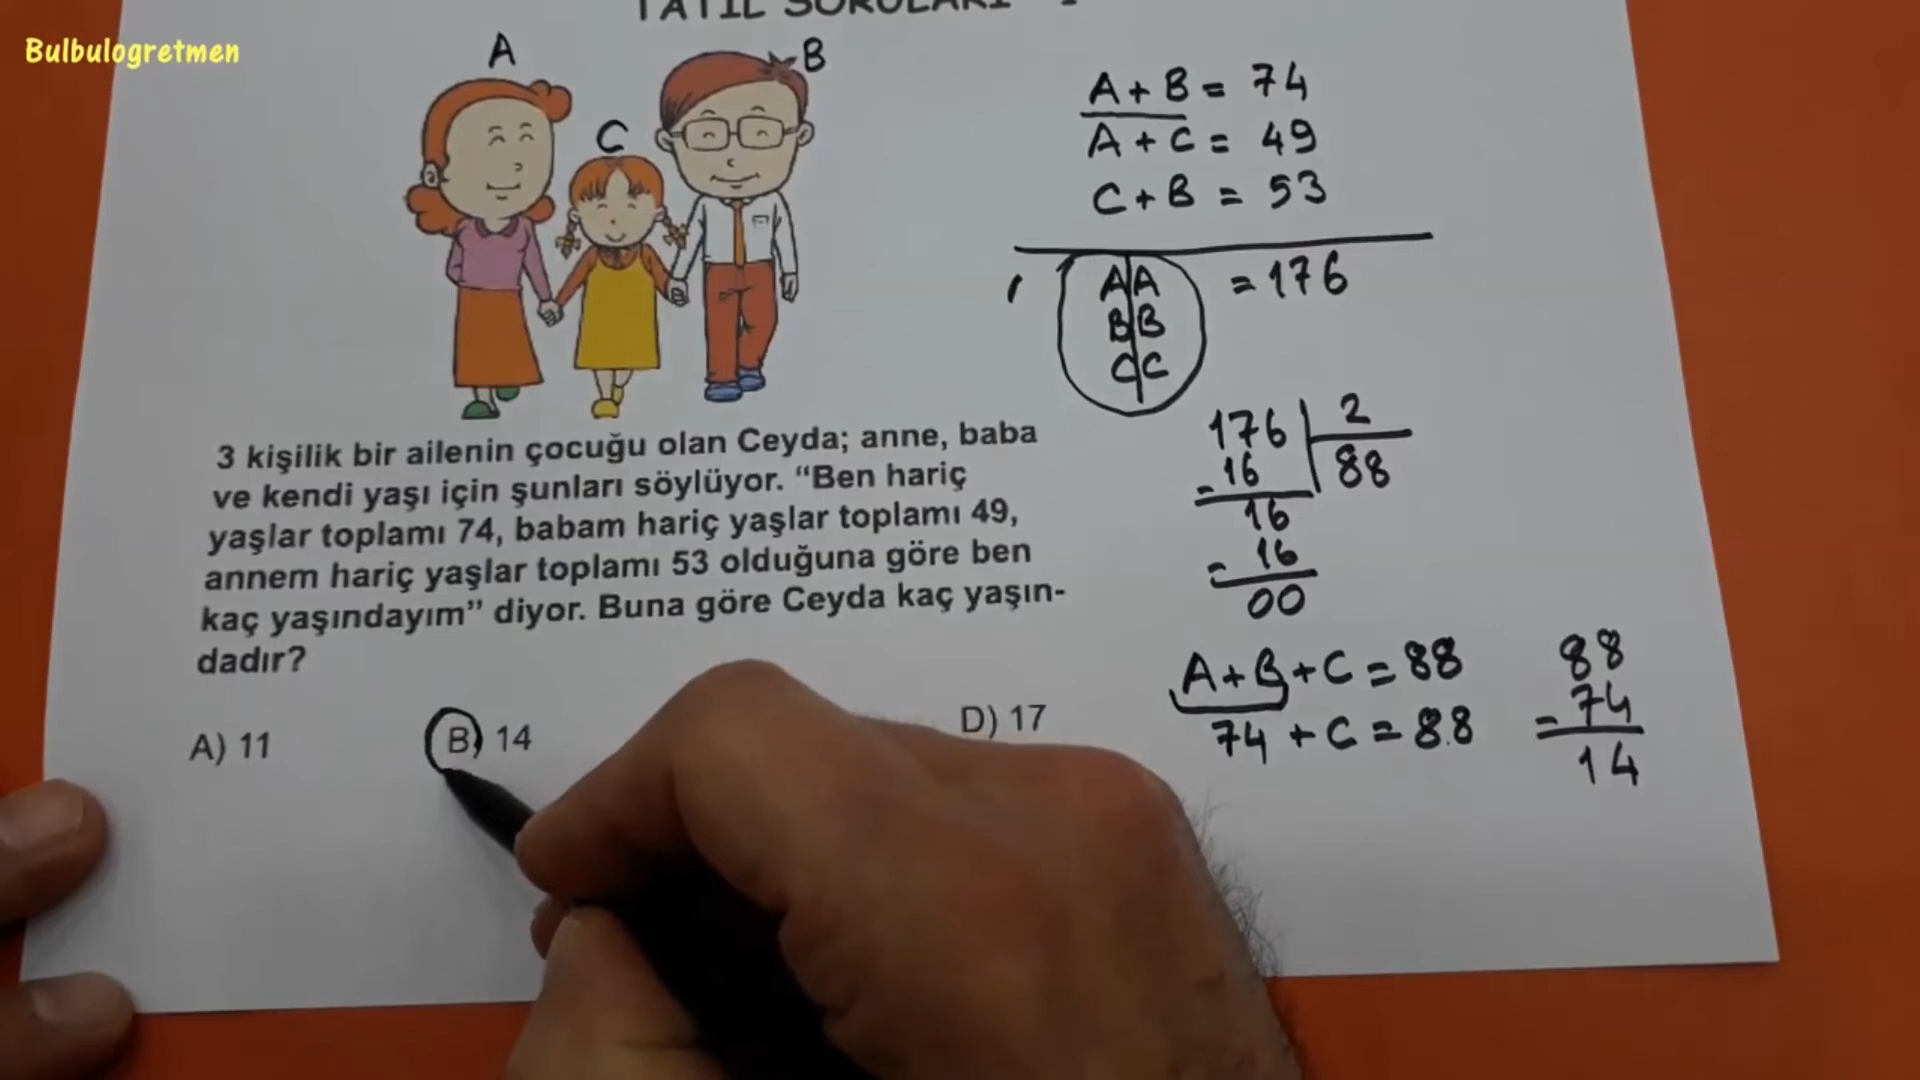 Bulbulogretmen
TATİL SORULARI - 1
A
B
C
3 kişilik bir ailenin çocuğu olan Ceyda; anne, baba
ve kendi yaşı için şunları söylüyor. “Ben hariç
yaşlar toplamı 74, babam hariç yaşlar toplamı 49,
annem hariç yaşlar toplamı 53 olduğuna göre ben
kaç yaşındayım” diyor. Buna göre Ceyda kaç yaşın-
dadır?
A) 11
B) 14
D) 17
A + B = 74
A + C = 49
C + B = 53
AA = 176
BB
CC
176 2
- 16 88
16
- 16
00
A + B + C = 88
74 + C = 88
88
- 74
14